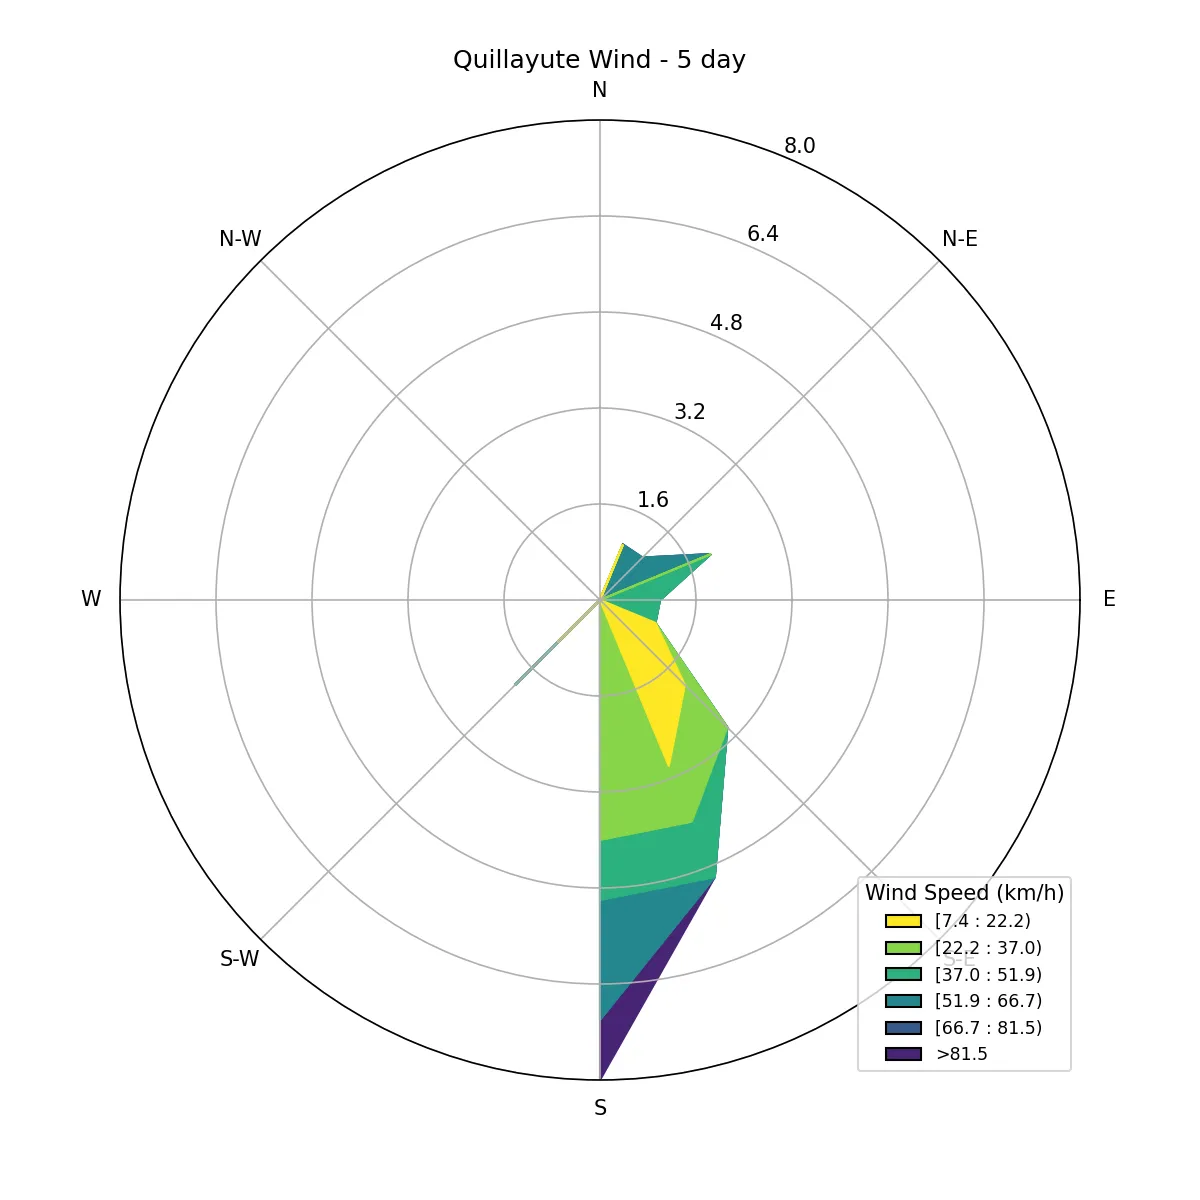 Quillayute Wind - 5 day
N
8.0
N-W
6.4
N-E
4.8
3.2
1.6
W
E
S-W
S-E
Wind Speed (km/h)
[7.4 : 22.2)
[22.2 : 37.0)
[37.0 : 51.9)
[51.9 : 66.7)
[66.7 : 81.5)
>81.5
S